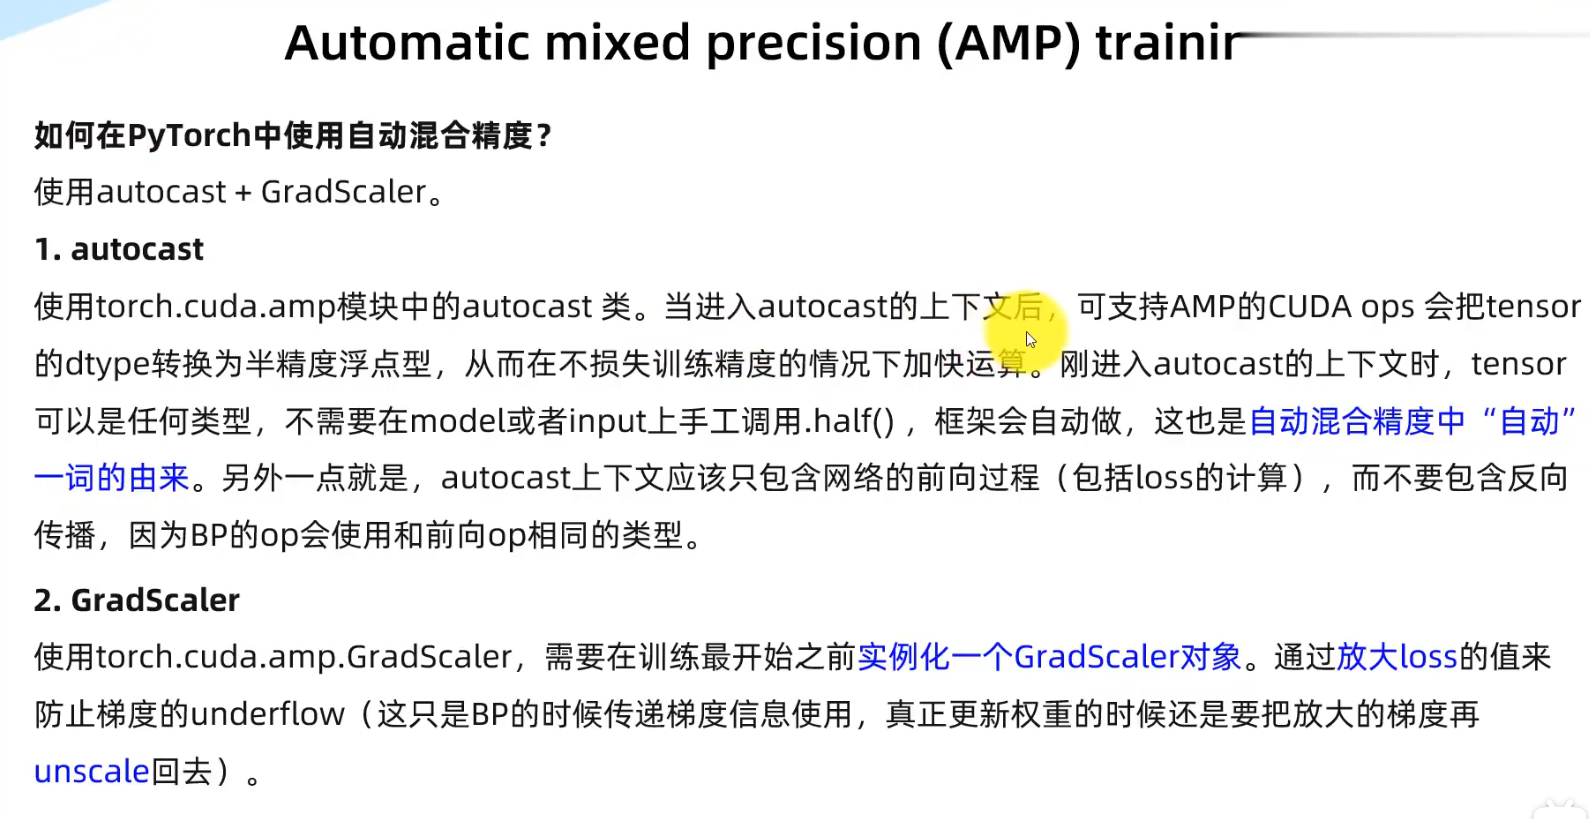 Automatic mixed precision (AMP) trainin
如何在PyTorch中使用自动混合精度？
使用autocast + GradScaler。
1. autocast
使用torch.cuda.amp模块中的autocast 类。当进入autocast的上下文后，可支持AMP的CUDA ops 会把tensor
的dtype转换为半精度浮点型，从而在不损失训练精度的情况下加快运算。刚进入autocast的上下文时，tensor
可以是任何类型，不需要在model或者input上手工调用.half() ，框架会自动做，这也是自动混合精度中“自动”
一词的由来。另外一点就是，autocast上下文应该只包含网络的前向过程（包括loss的计算），而不要包含反向
传播，因为BP的op会使用和前向op相同的类型。
2. GradScaler
使用torch.cuda.amp.GradScaler，需要在训练最开始之前实例化一个GradScaler对象。通过放大loss的值来
防止梯度的underflow（这只是BP的时候传递梯度信息使用，真正更新权重的时候还是要把放大的梯度再
unscale回去）。